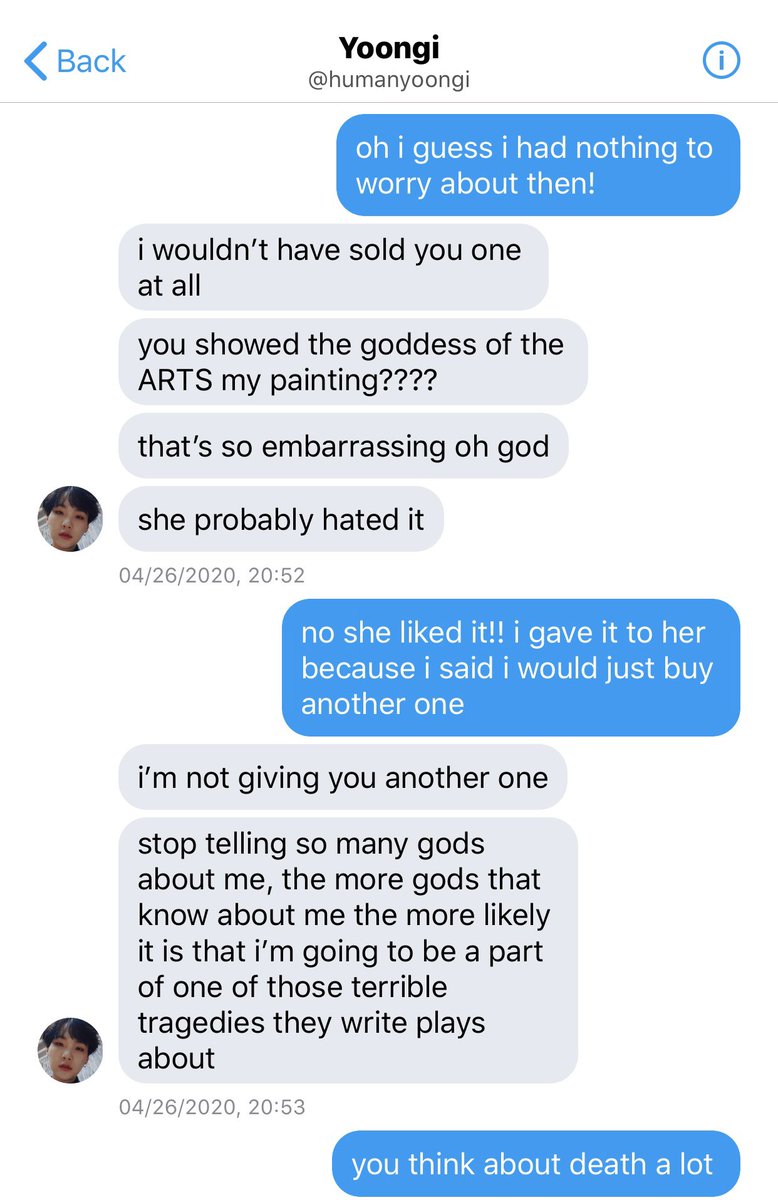 Back
Yoongi
@humanyoongi
oh i guess i had nothing to
worry about then!
i wouldn’t have sold you one
at all
you showed the goddess of the
ARTS my painting????
that’s so embarrassing oh god
she probably hated it
04/26/2020, 20:52
no she liked it!! i gave it to her
because i said i would just buy
another one
i’m not giving you another one
stop telling so many gods
about me, the more gods that
know about me the more likely
it is that i’m going to be a part
of one of those terrible
tragedies they write plays
about
04/26/2020, 20:53
you think about death a lot